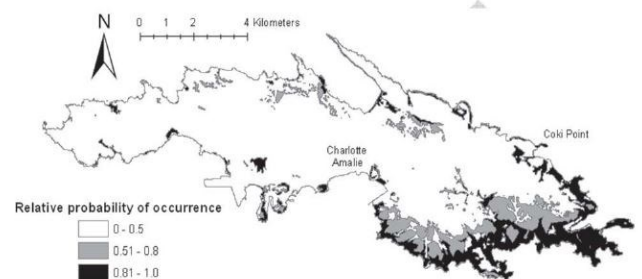 N
0 1 2 4 Kilometers
Coki Point
Charlotte
Amalie
Relative probability of occurrence
0 - 0.5
0.51 - 0.8
0.81 - 1.0